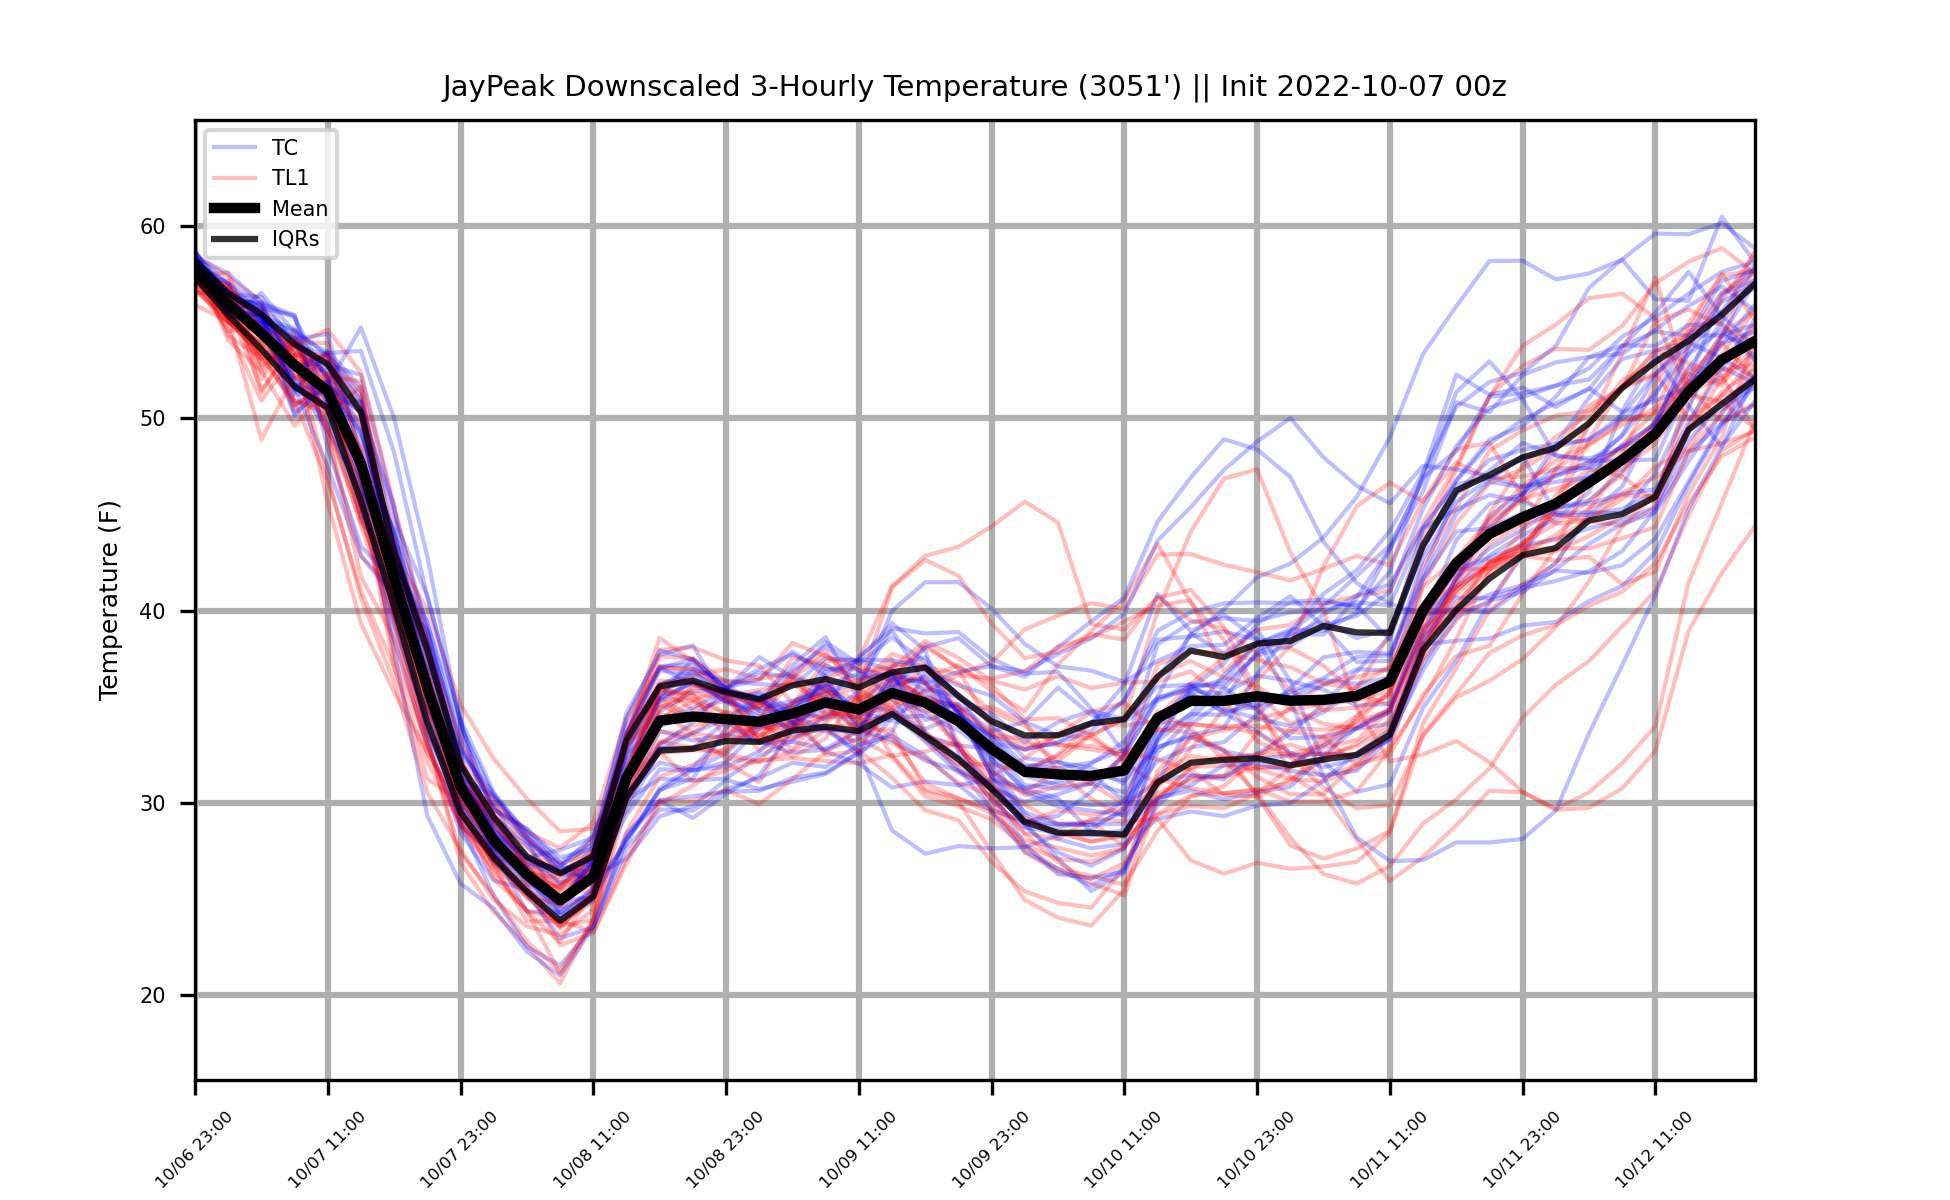 JayPeak Downscaled 3-Hourly Temperature (3051') || Init 2022-10-07 00z
TC
TL1
Mean
IQRs
Temperature (F)
60
50
40
30
20
10/06 23:00
10/07 11:00
10/07 23:00
10/08 11:00
10/08 23:00
10/09 11:00
10/09 23:00
10/10 11:00
10/10 23:00
10/11 11:00
10/11 23:00
10/12 11:00